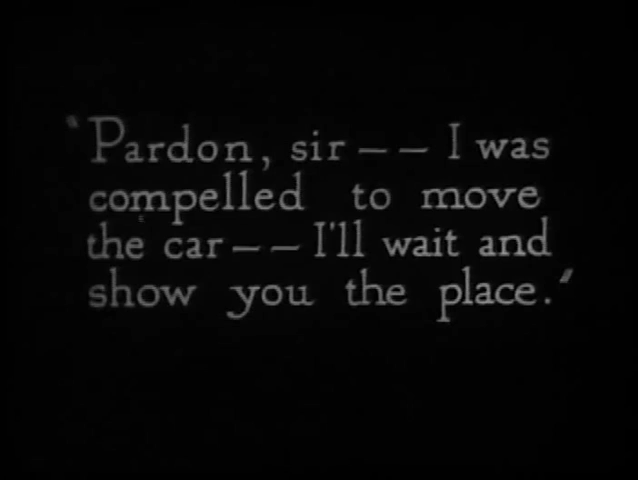 "Pardon, sir — — I was
compelled to move
the car — — I'll wait and
show you the place."